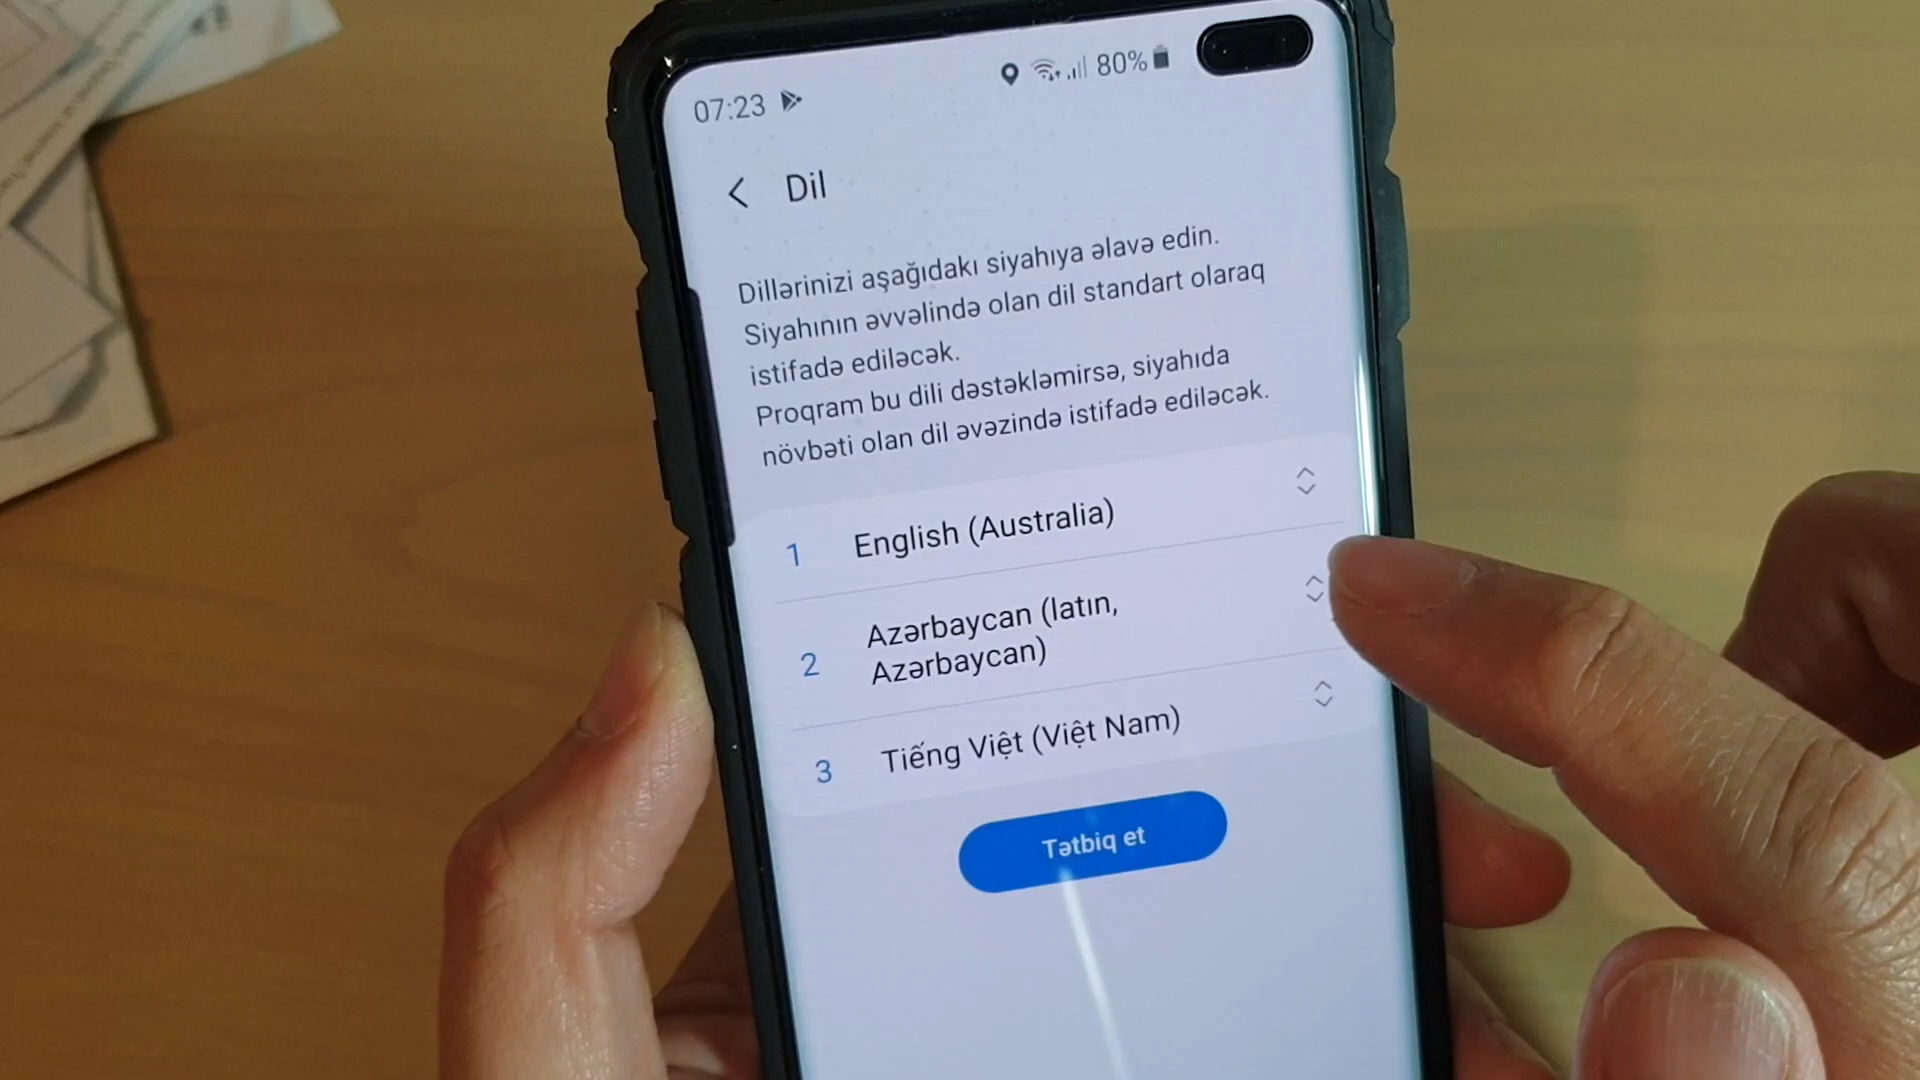 07:23
80%
Dil
Dillərinizi aşağıdakı siyahıya əlavə edin.
Siyahının əvvəlində olan dil standart olaraq
istifadə ediləcək.
Proqram bu dili dəstəkləmirsə, siyahıda
növbəti olan dil əvəzində istifadə ediləcək.
1 English (Australia)
2 Azərbaycan (latın,
Azərbaycan)
3 Tiếng Việt (Việt Nam)
Tətbiq et